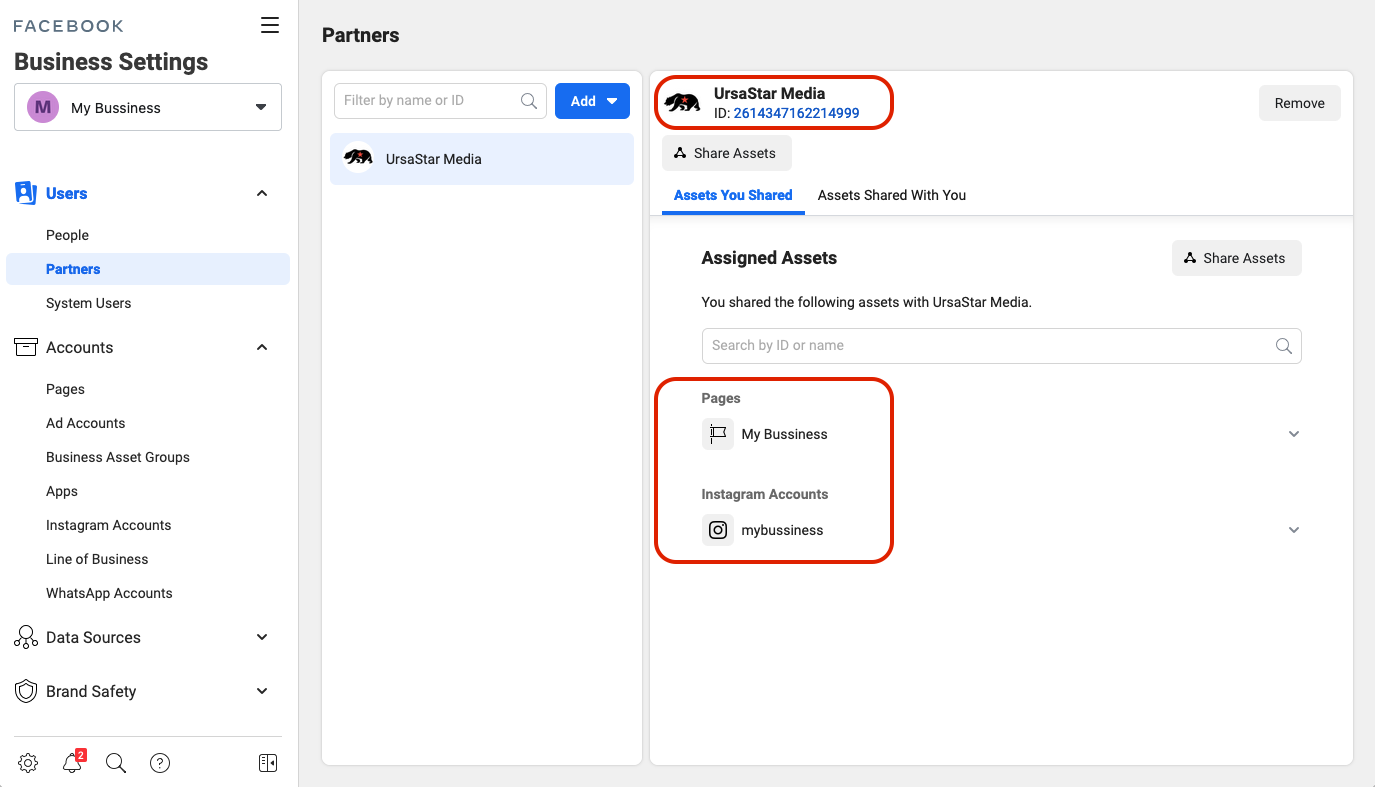 FACEBOOK
Business Settings
M
My Bussiness
Users
People
Partners
System Users
Accounts
Pages
Ad Accounts
Business Asset Groups
Apps
Instagram Accounts
Line of Business
WhatsApp Accounts
Data Sources
Brand Safety
2
?
Partners
Filter by name or ID
Add
UrsaStar Media
UrsaStar Media
ID: 2614347162214999
Remove
Share Assets
Assets You Shared
Assets Shared With You
Assigned Assets
Share Assets
You shared the following assets with UrsaStar Media.
Search by ID or name
Pages
My Bussiness
Instagram Accounts
mybussiness